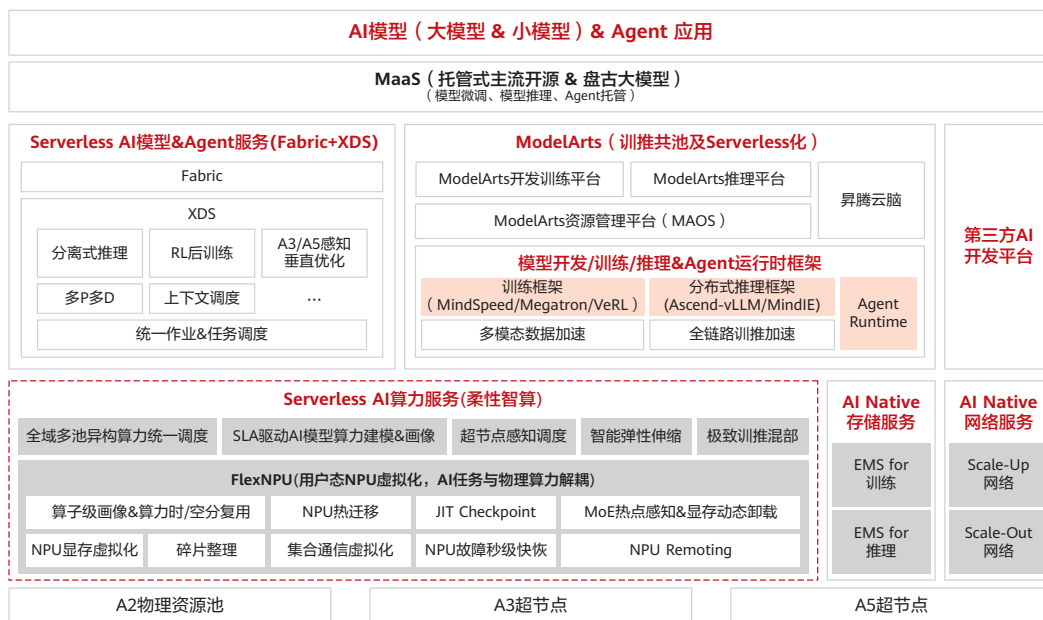 AI模型（大模型 & 小模型）& Agent 应用
MaaS（托管式主流开源 & 盘古大模型）
（模型微调、模型推理、Agent托管）
Serverless AI模型&Agent服务(Fabric+XDS)
Fabric
XDS
分离式推理
RL后训练
A3/A5感知
垂直优化
多P多D
上下文调度
…
统一作业&任务调度
ModelArts（训推共池及Serverless化）
ModelArts开发训练平台
ModelArts推理平台
昇腾云脑
ModelArts资源管理平台（MAOS）
模型开发/训练/推理&Agent运行时框架
训练框架
（MindSpeed/Megatron/VeRL）
分布式推理框架
(Ascend-vLLM/MindIE)
Agent
Runtime
多模态数据加速
全链路训推加速
第三方AI
开发平台
Serverless AI算力服务(柔性智算)
全域多池异构算力统一调度
SLA驱动AI模型算力建模&画像
超节点感知调度
智能弹性伸缩
极致训推混部
FlexNPU(用户态NPU虚拟化，AI任务与物理算力解耦)
算子级画像&算力时/空分复用
NPU热迁移
JIT Checkpoint
MoE热点感知&显存动态卸载
NPU显存虚拟化
碎片整理
集合通信虚拟化
NPU故障秒级快恢
NPU Remoting
AI Native
存储服务
EMS for
训练
EMS for
推理
AI Native
网络服务
Scale-Up
网络
Scale-Out
网络
A2物理资源池
A3超节点
A5超节点